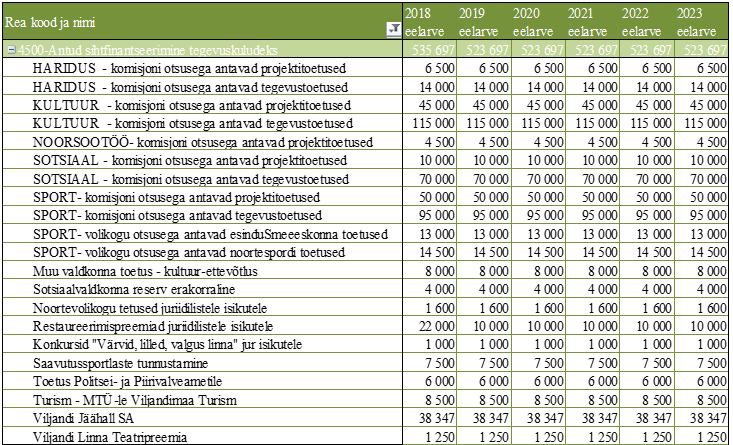 Rea kood ja nimi 2018 eelarve 2019 eelarve 2020 eelarve 2021 eelarve 2022 eelarve 2023 eelarve
4500-Antud sihtfinantseerimine tegevuskuludeks 535 697 523 697 523 697 523 697 523 697 523 697
HARIDUS - komisjoni otsusega antavad projektitoetused 6 500 6 500 6 500 6 500 6 500 6 500
HARIDUS - komisjoni otsusega antavad tegevustoetused 14 000 14 000 14 000 14 000 14 000 14 000
KULTUUR - komisjoni otsusega antavad projektitoetused 45 000 45 000 45 000 45 000 45 000 45 000
KULTUUR - komisjoni otsusega antavad tegevustoetused 115 000 115 000 115 000 115 000 115 000 115 000
NOORSOOTÖÖ- komisjoni otsusega antavad projektitoetused 4 500 4 500 4 500 4 500 4 500 4 500
SOTSIAAL - komisjoni otsusega antavad projektitoetused 10 000 10 000 10 000 10 000 10 000 10 000
SOTSIAAL - komisjoni otsusega antavad tegevustoetused 70 000 70 000 70 000 70 000 70 000 70 000
SPORT- komisjoni otsusega antavad projektitoetused 50 000 50 000 50 000 50 000 50 000 50 000
SPORT- komisjoni otsusega antavad tegevustoetused 95 000 95 000 95 000 95 000 95 000 95 000
SPORT- volikogu otsusega antavad esinduSmeeeskonna toetused 13 000 13 000 13 000 13 000 13 000 13 000
SPORT- volikogu otsusega antavad noortespordi toetused 14 500 14 500 14 500 14 500 14 500 14 500
Muu valdkonna toetus - kultuur-ettevõtlus 8 000 8 000 8 000 8 000 8 000 8 000
Sotsiaalvaldkonna reserv erakorraline 4 000 4 000 4 000 4 000 4 000 4 000
Noortevolikogu tetused juriidilistele isikutele 1 600 1 600 1 600 1 600 1 600 1 600
Restaureerimispreemiad juriidilistele isikutele 22 000 10 000 10 000 10 000 10 000 10 000
Konkursid "Värvid, lilled, valgus linna" jur isikutele 1 000 1 000 1 000 1 000 1 000 1 000
Saavutussportlaste tunnustamine 7 500 7 500 7 500 7 500 7 500 7 500
Toetus Politsei- ja Piirivalveametile 6 000 6 000 6 000 6 000 6 000 6 000
Turism - MTÜ-le Viljandimaa Turism 8 500 8 500 8 500 8 500 8 500 8 500
Viljandi Jäähall SA 38 347 38 347 38 347 38 347 38 347 38 347
Viljandi Linna Teatripreemia 1 250 1 250 1 250 1 250 1 250 1 250